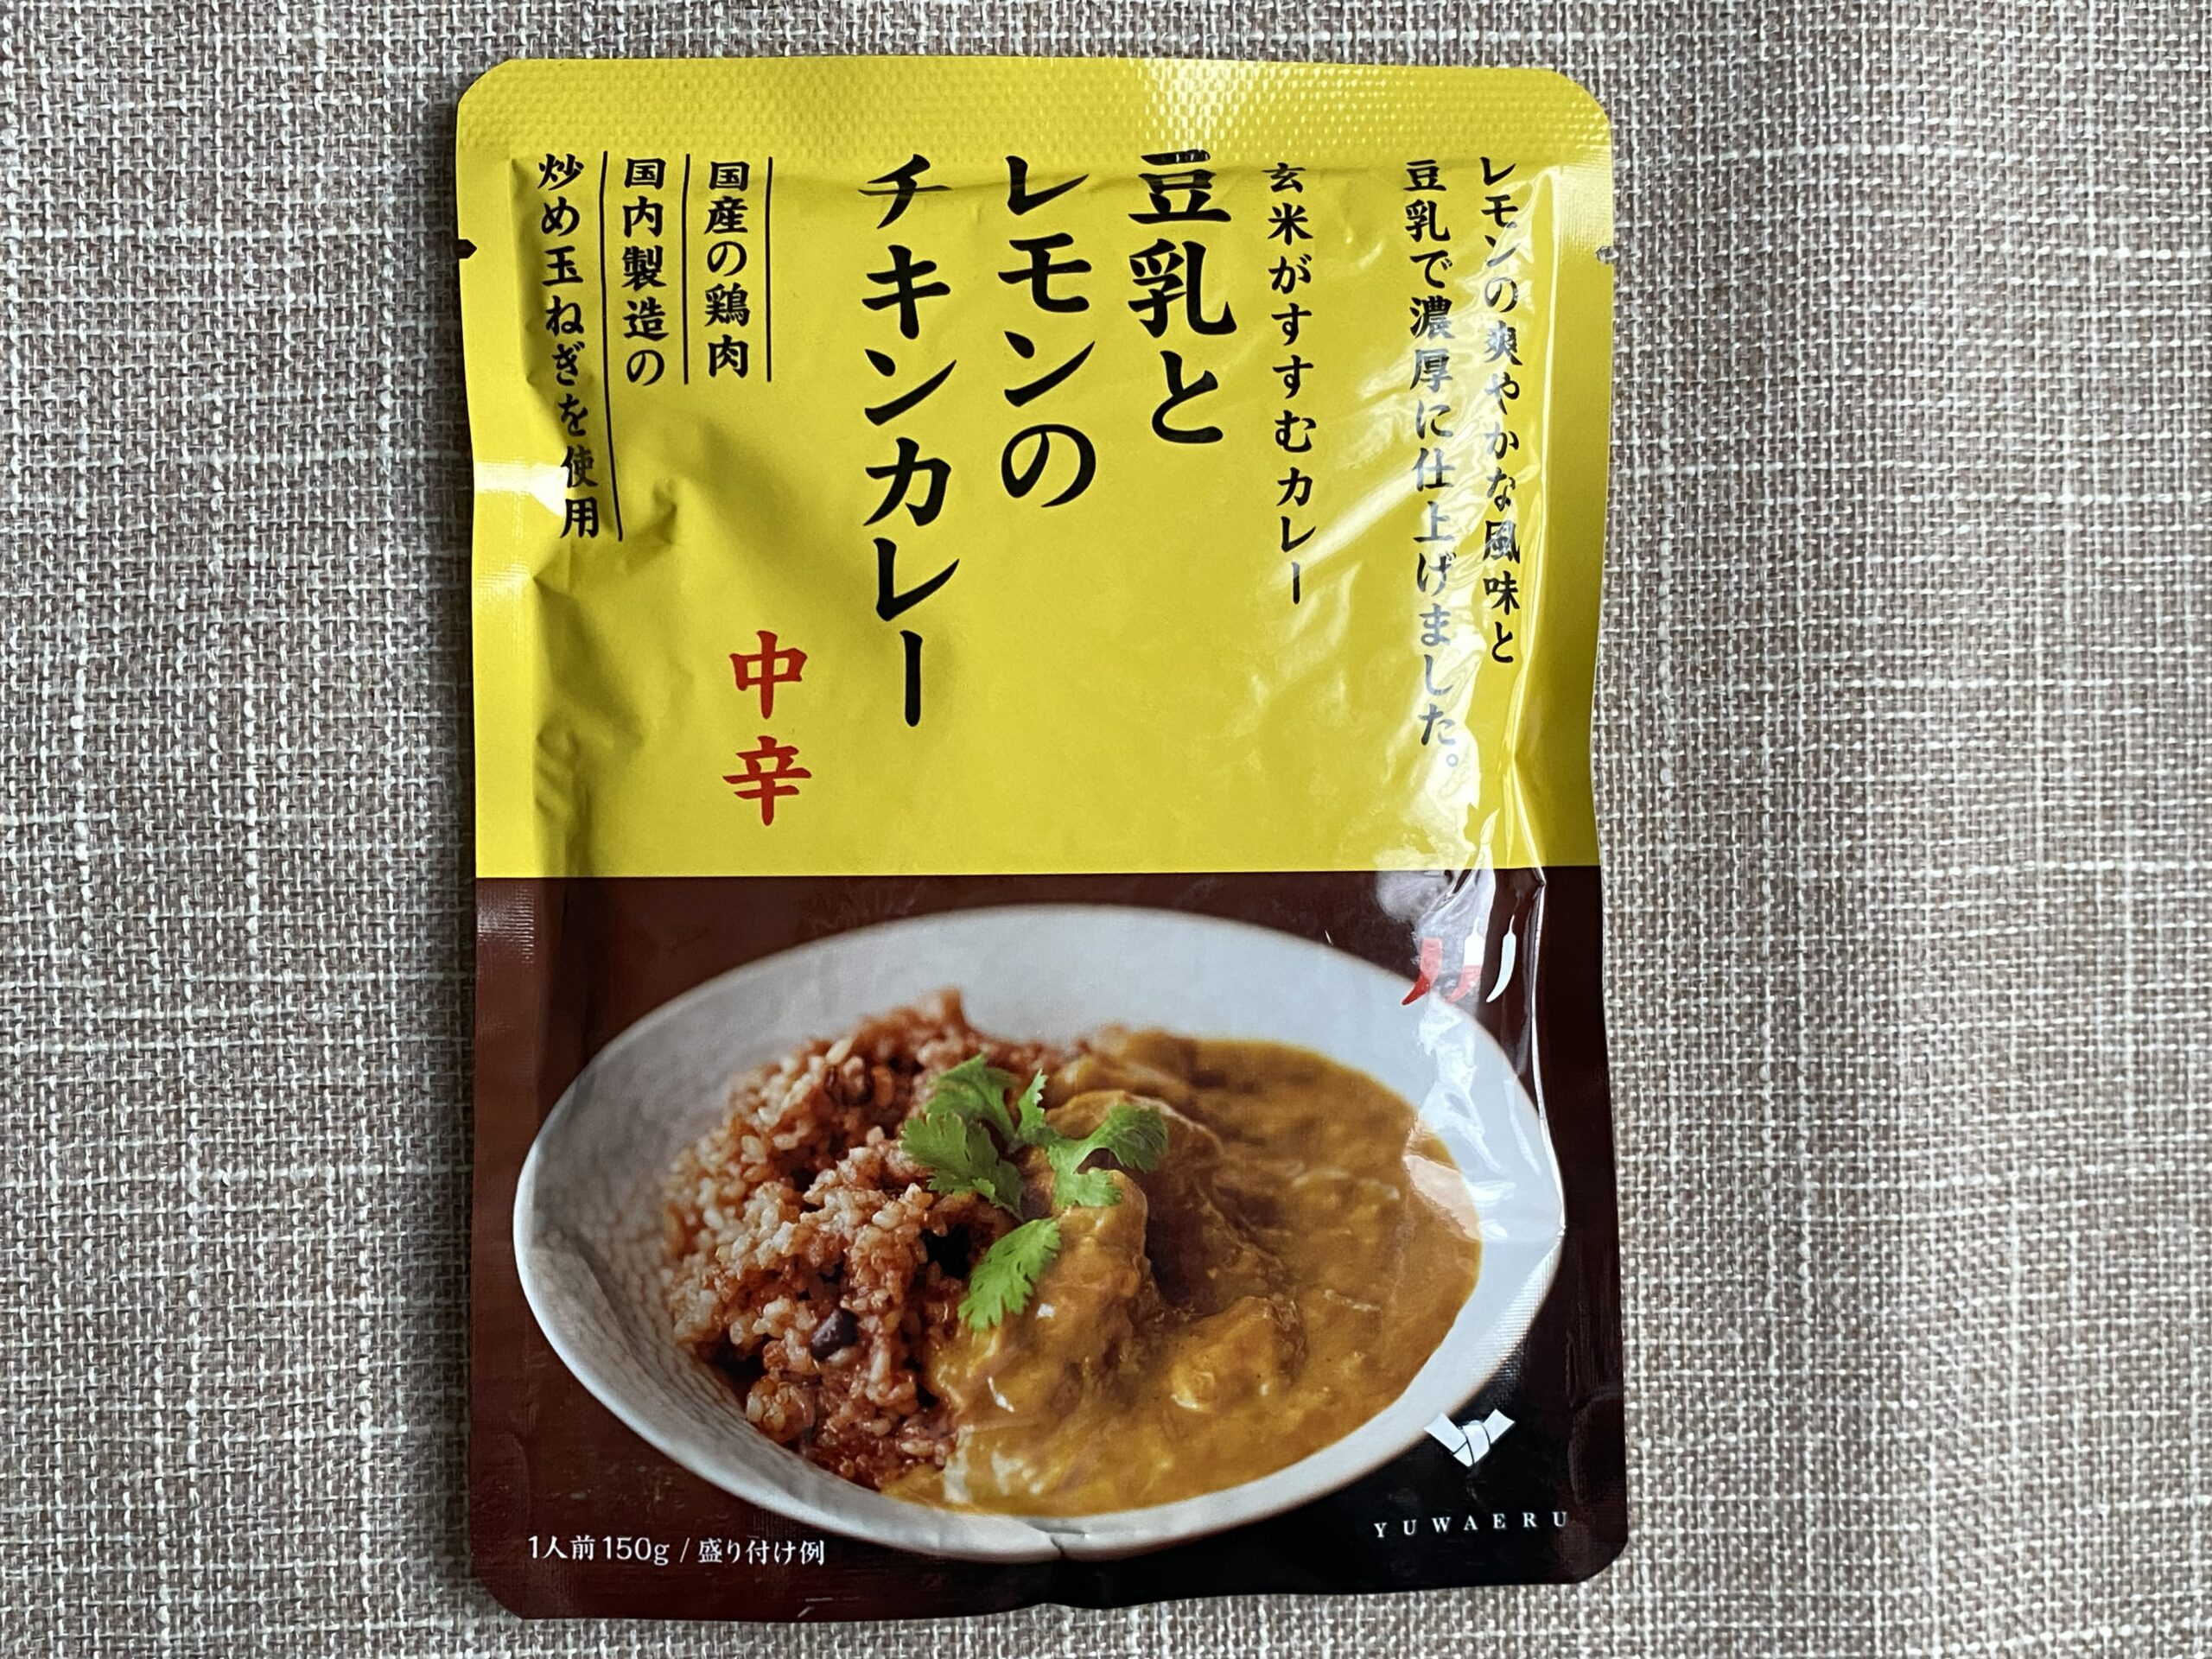 レモンの爽やかな風味と
豆乳で濃厚に仕上げました。
玄米がすすむカレー
豆乳と
レモンの
チキンカレー
中辛
国産の鶏肉
国内製造の
炒め玉ねぎを使用
YUWAERU
1人前150g / 盛り付け例